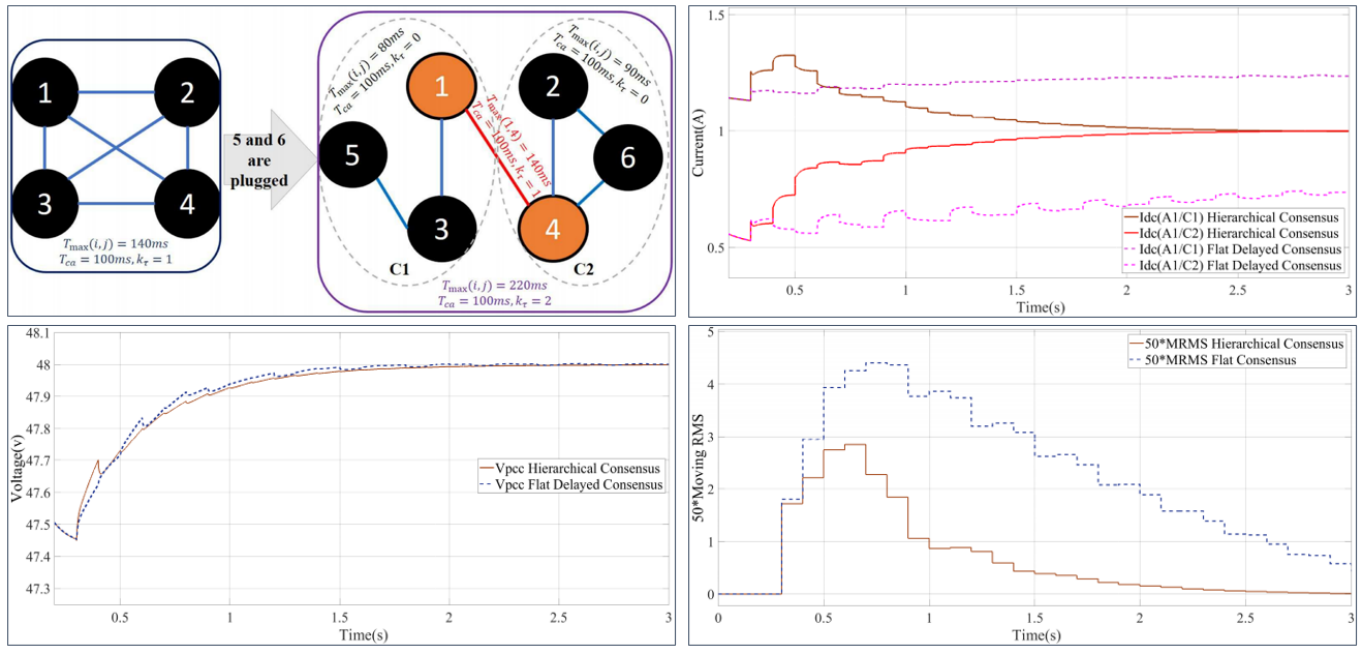 1
2
3
4
T_max(i,j) = 140ms
T_ca = 100ms, k_τ = 1
5 and 6
are
plugged
T_max(i,j) = 80ms
T_ca = 100ms, k_τ = 0
1
5
3
C1
T_max(1,4) = 140ms
T_ca = 100ms, k_τ = 1
T_max(i,j) = 90ms
T_ca = 100ms, k_τ = 0
2
6
4
C2
T_max(i,j) = 220ms
T_ca = 100ms, k_τ = 2
1.5
1
0.5
Current(A)
Idc(A1/C1) Hierarchical Consensus
Idc(A1/C2) Hierarchical Consensus
Idc(A1/C1) Flat Delayed Consensus
Idc(A1/C2) Flat Delayed Consensus
0.5 1 1.5 2 2.5 3
Time(s)
48.1
48
47.9
47.8
47.7
47.6
47.5
47.4
47.3
Voltage(v)
Vpcc Hierarchical Consensus
Vpcc Flat Delayed Consensus
0.5 1 1.5 2 2.5 3
Time(s)
5
4
3
2
1
0
50*Moving RMS
50*MRMS Hierarchical Consensus
50*MRMS Flat Consensus
0 0.5 1 1.5 2 2.5 3
Time(s)